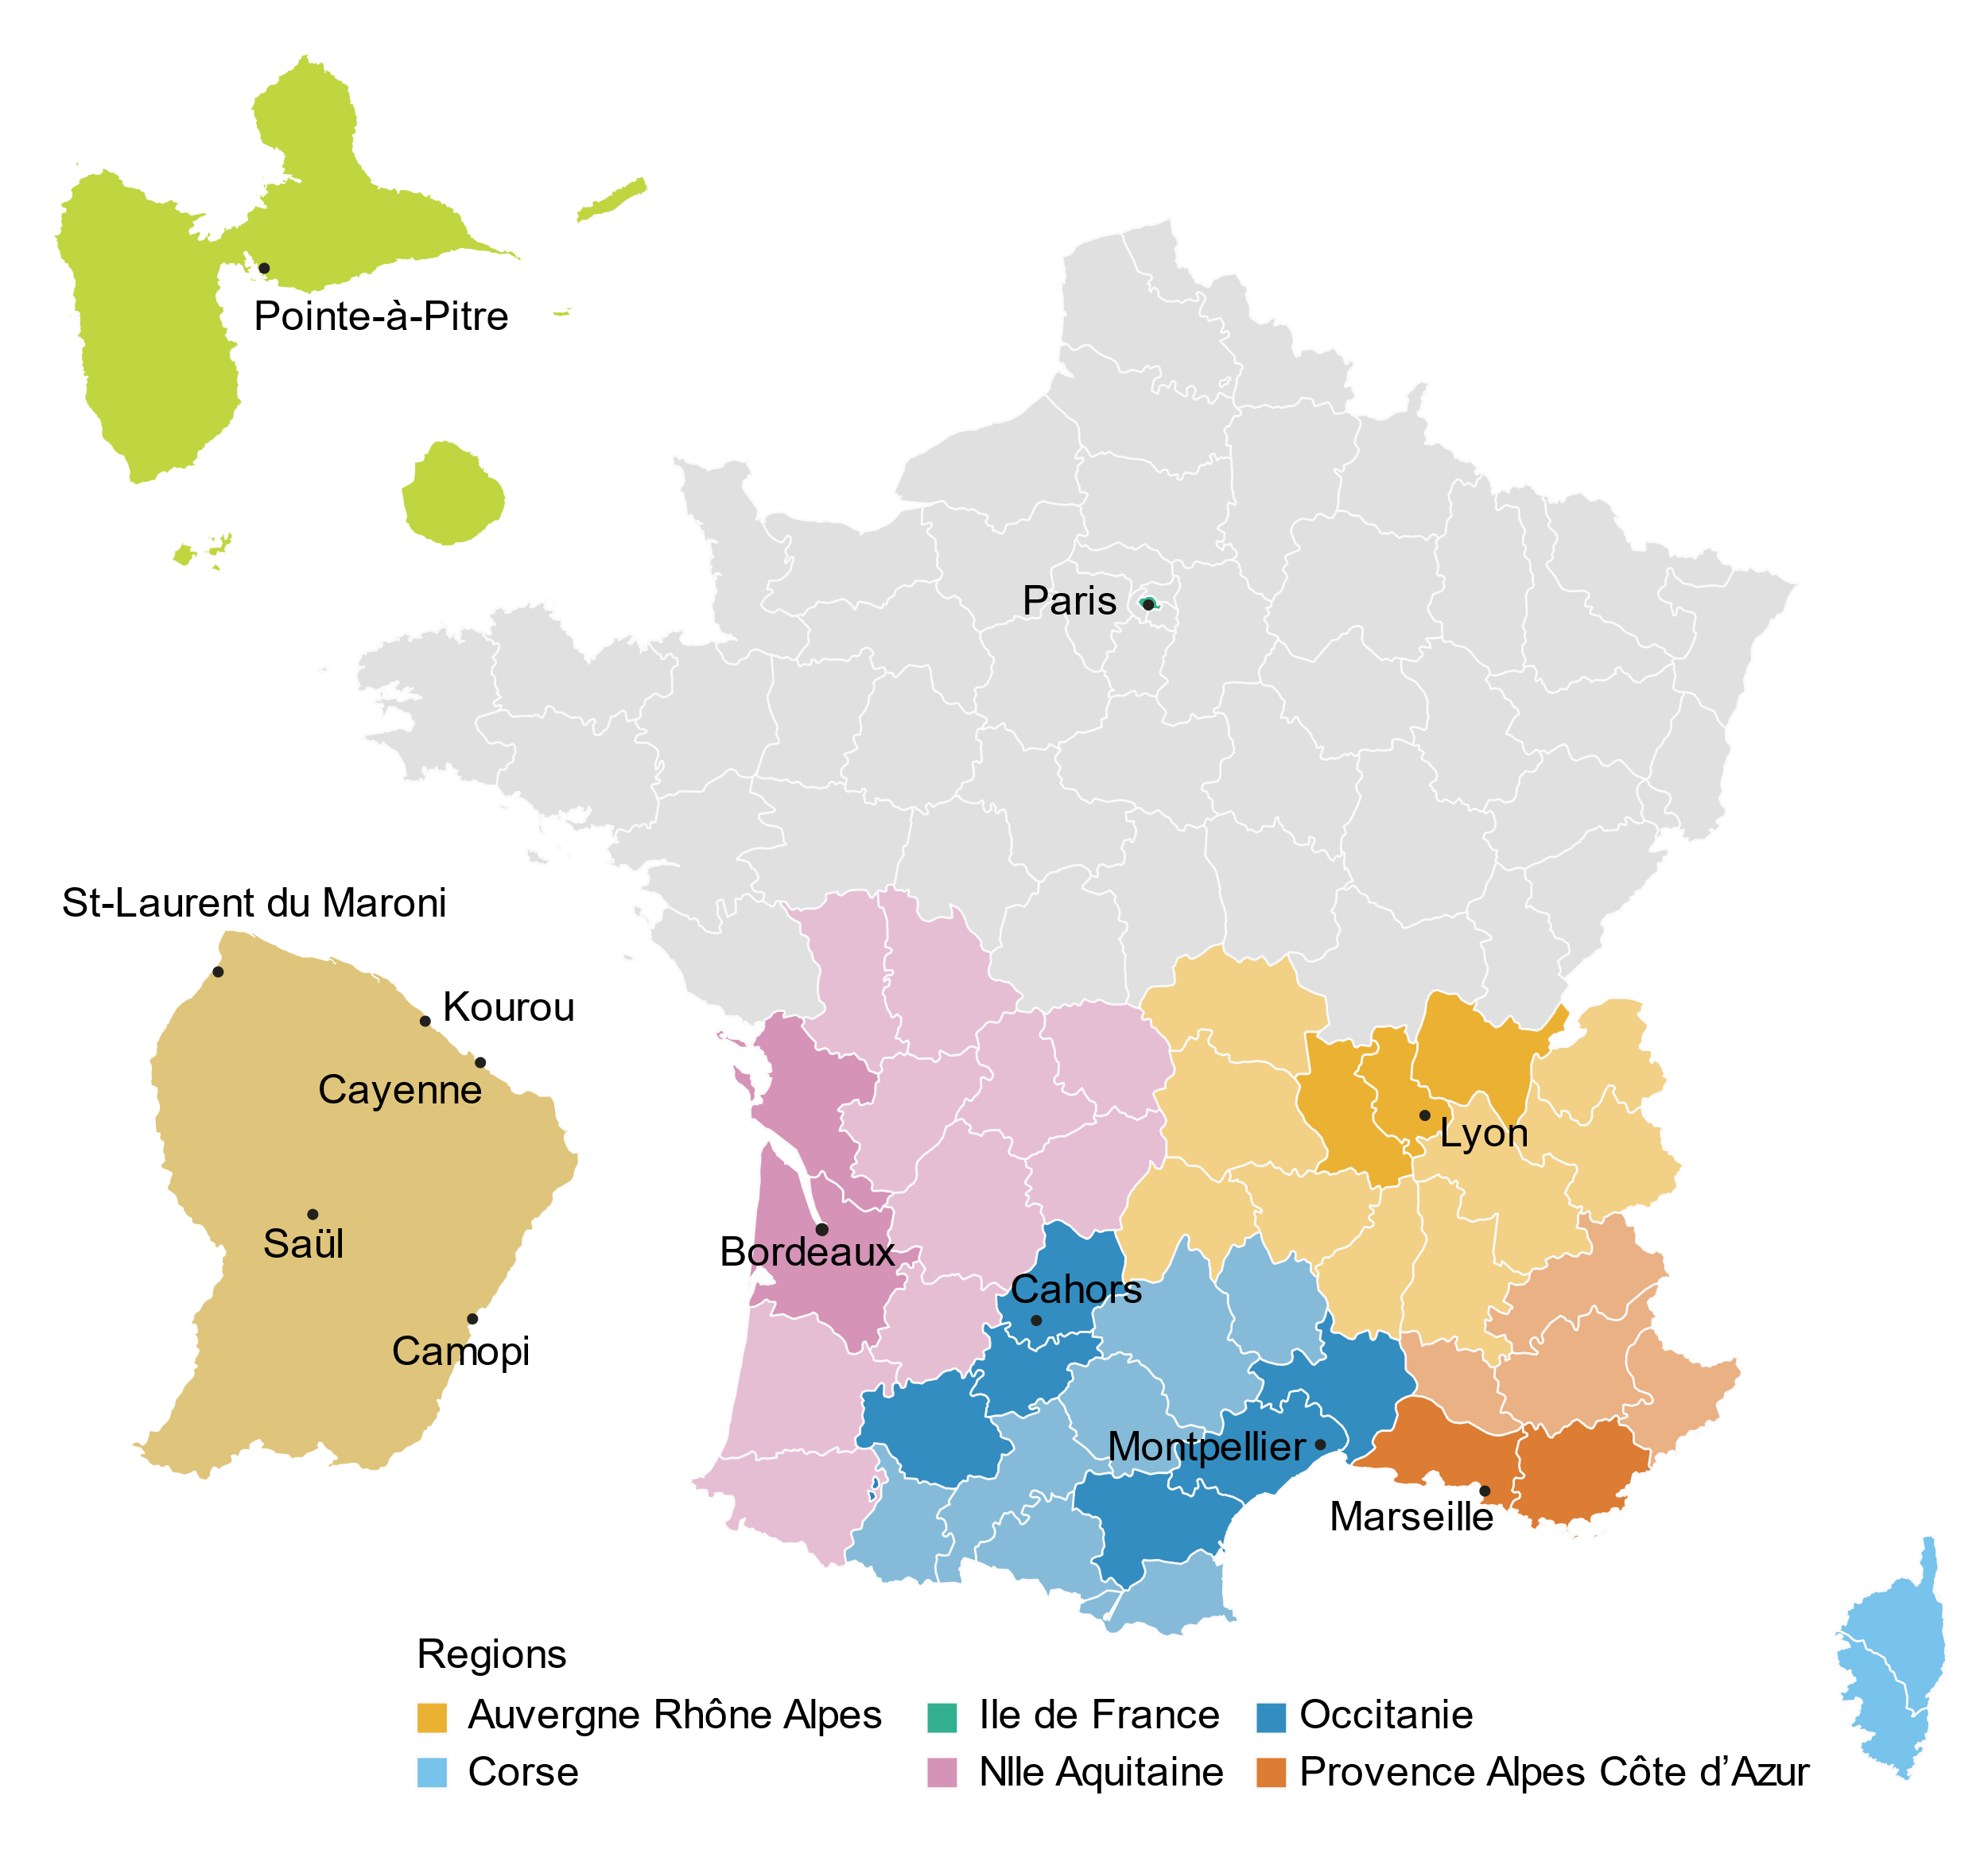 Pointe-à-Pitre
Paris
St-Laurent du Maroni
Kourou
Cayenne
Lyon
Saül
Bordeaux
Cahors
Camopi
Montpellier
Marseille
Regions
Auvergne Rhône Alpes
Ile de France
Occitanie
Corse
Nlle Aquitaine
Provence Alpes Côte d’Azur